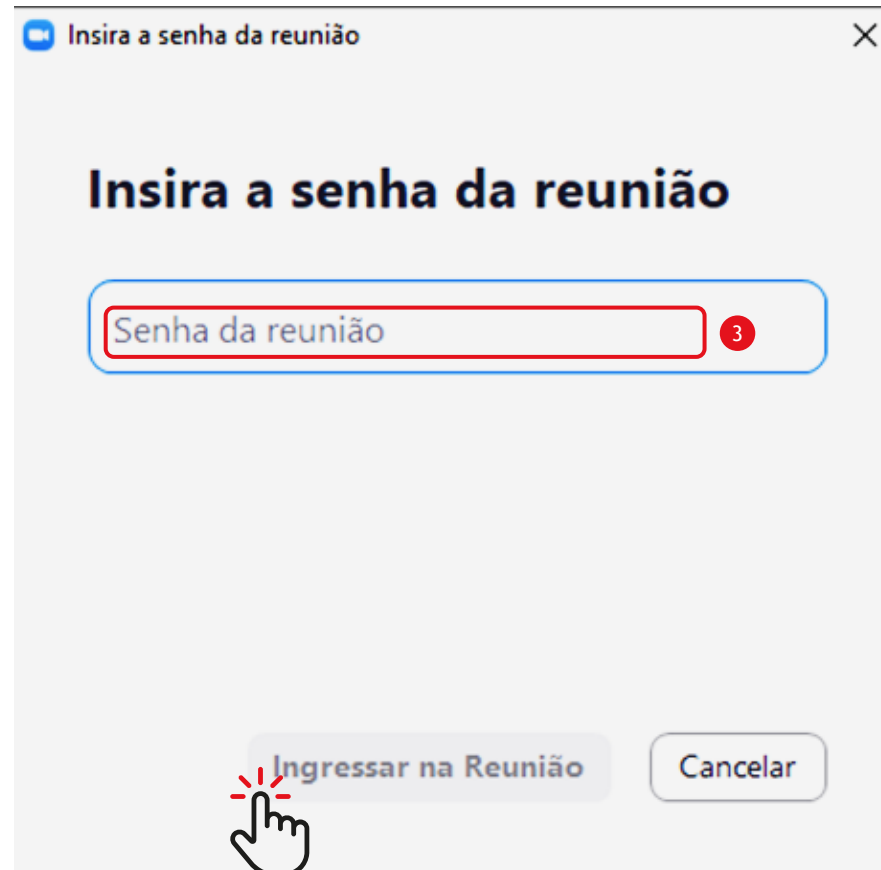 Insira a senha da reunião
Insira a senha da reunião
Senha da reunião
3
Ingressar na Reunião
Cancelar